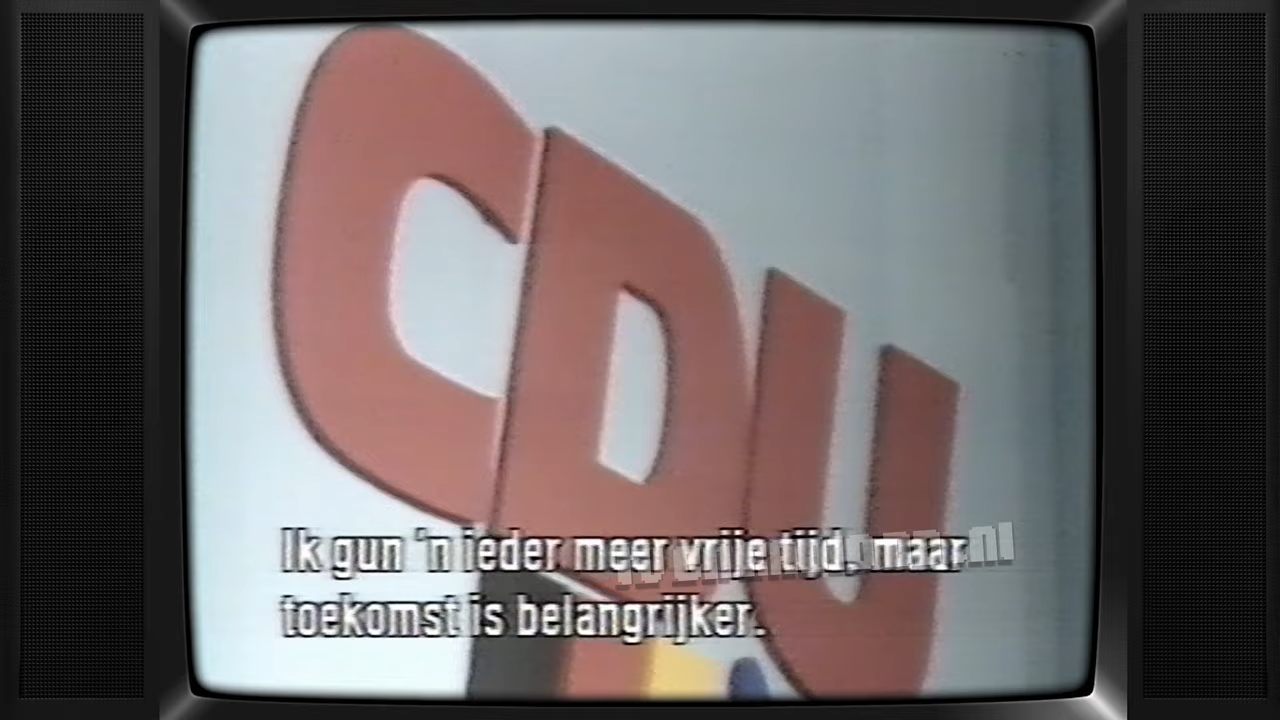 CDU
Ik gun 'n ieder meer vrije tijd, maar
toekomst is belangrijker.